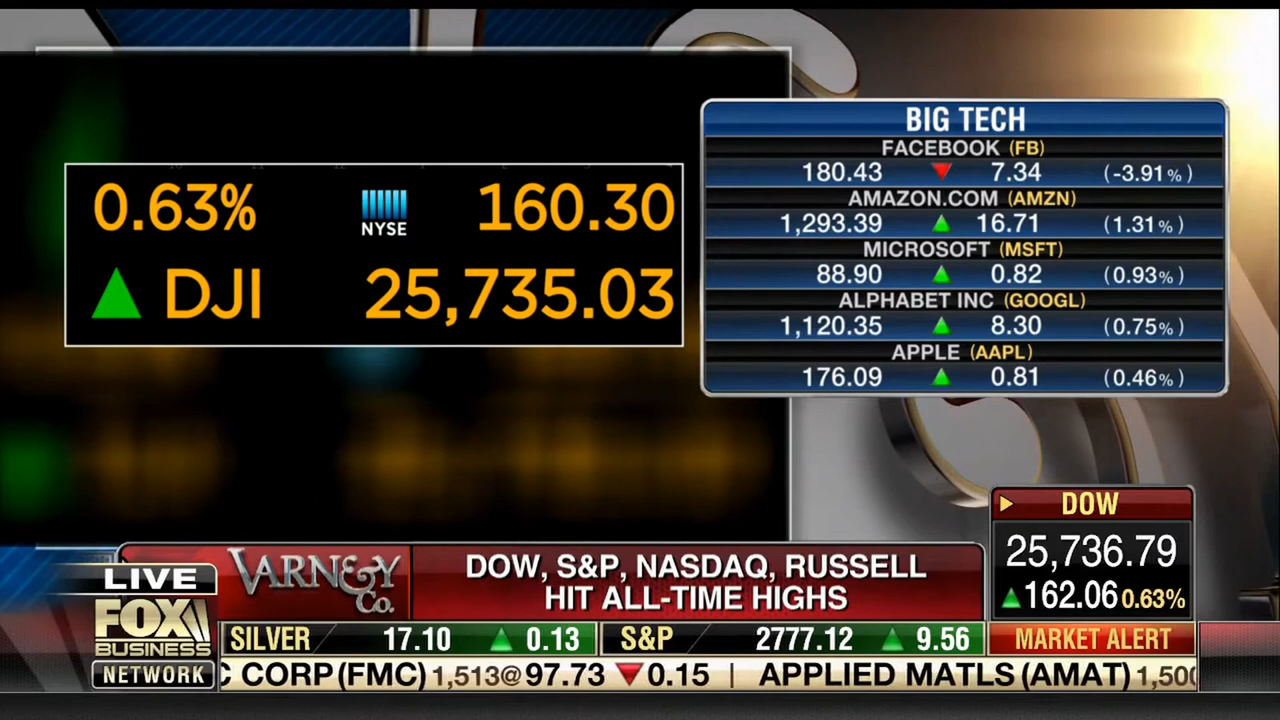 0.63% NYSE 160.30
▲ DJI 25,735.03
BIG TECH
FACEBOOK (FB)
180.43 ▼ 7.34 (-3.91%)
AMAZON.COM (AMZN)
1,293.39 ▲ 16.71 (1.31%)
MICROSOFT (MSFT)
88.90 ▲ 0.82 (0.93%)
ALPHABET INC (GOOGL)
1,120.35 ▲ 8.30 (0.75%)
APPLE (AAPL)
176.09 ▲ 0.81 (0.46%)
DOW
25,736.79
▲162.06 0.63%
MARKET ALERT
VARNEY & Co.
DOW, S&P, NASDAQ, RUSSELL
HIT ALL-TIME HIGHS
LIVE
FOX
BUSINESS
NETWORK
SILVER 17.10 ▲ 0.13 S&P 2777.12 ▲ 9.56
C CORP(FMC) 1,513@97.73 ▼0.15 | APPLIED MATLS(AMAT) 1,500